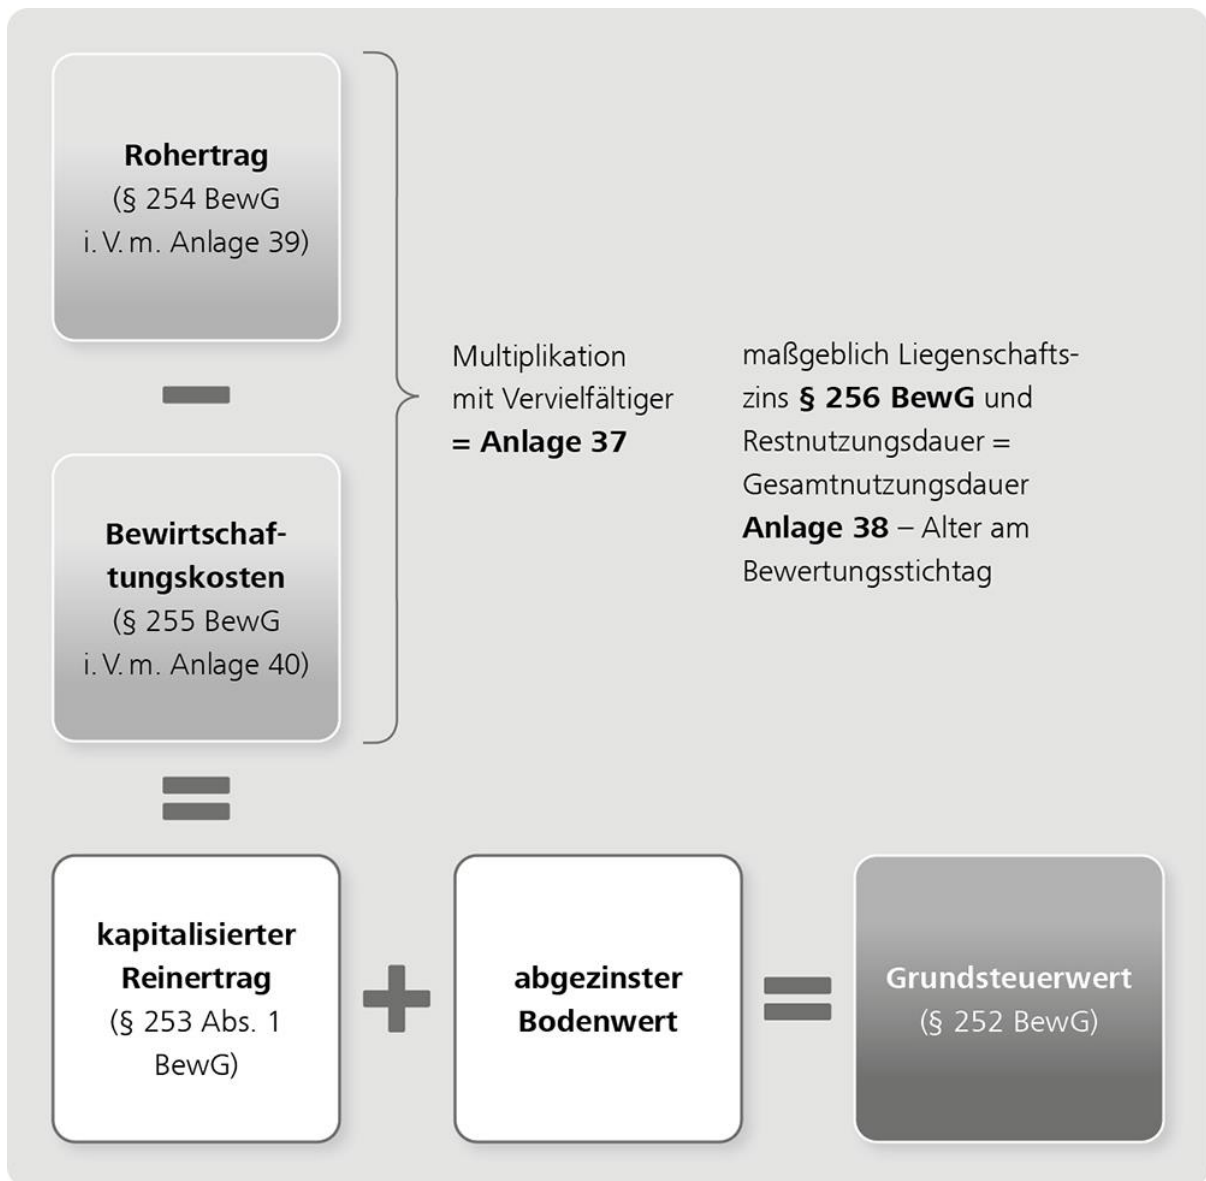 Rohertrag
(§ 254 BewG
i. V. m. Anlage 39)
Bewirtschaf-
tungskosten
(§ 255 BewG
i. V. m. Anlage 40)
Multiplikation
mit Vervielfältiger
= Anlage 37
maßgeblich Liegenschafts-
zins § 256 BewG und
Restnutzungsdauer =
Gesamtnutzungsdauer
Anlage 38 – Alter am
Bewertungsstichtag
kapitalisierter
Reinertrag
(§ 253 Abs. 1
BewG)
abgezinster
Bodenwert
Grundsteuerwert
(§ 252 BewG)